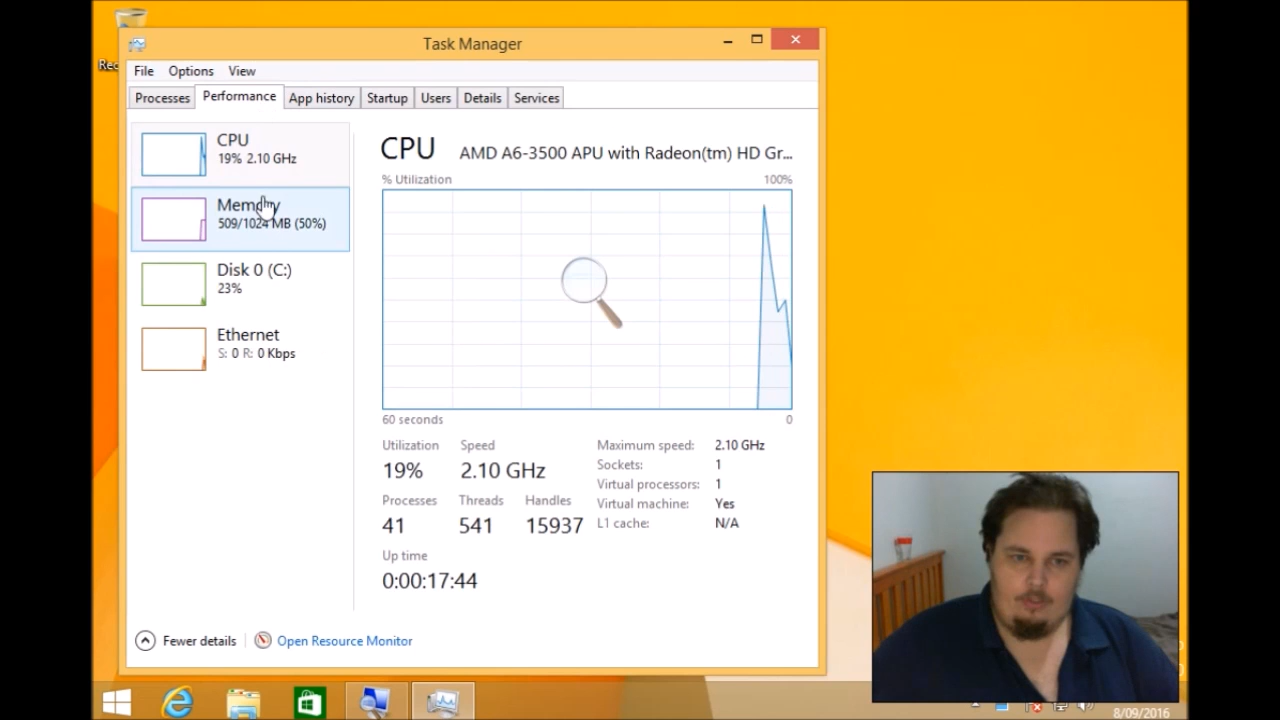 Rec
Task Manager
File Options View
Processes Performance App history Startup Users Details Services
CPU
19% 2.10 GHz
Memory
509/1024 MB (50%)
Disk 0 (C:)
23%
Ethernet
S: 0 R: 0 Kbps
CPU AMD A6-3500 APU with Radeon(tm) HD Gr...
% Utilization 100%
60 seconds 0
Utilization Speed
19% 2.10 GHz
Processes Threads Handles
41 541 15937
Up time
0:00:17:44
Maximum speed: 2.10 GHz
Sockets: 1
Virtual processors: 1
Virtual machine: Yes
L1 cache: N/A
Fewer details Open Resource Monitor
8/09/2016